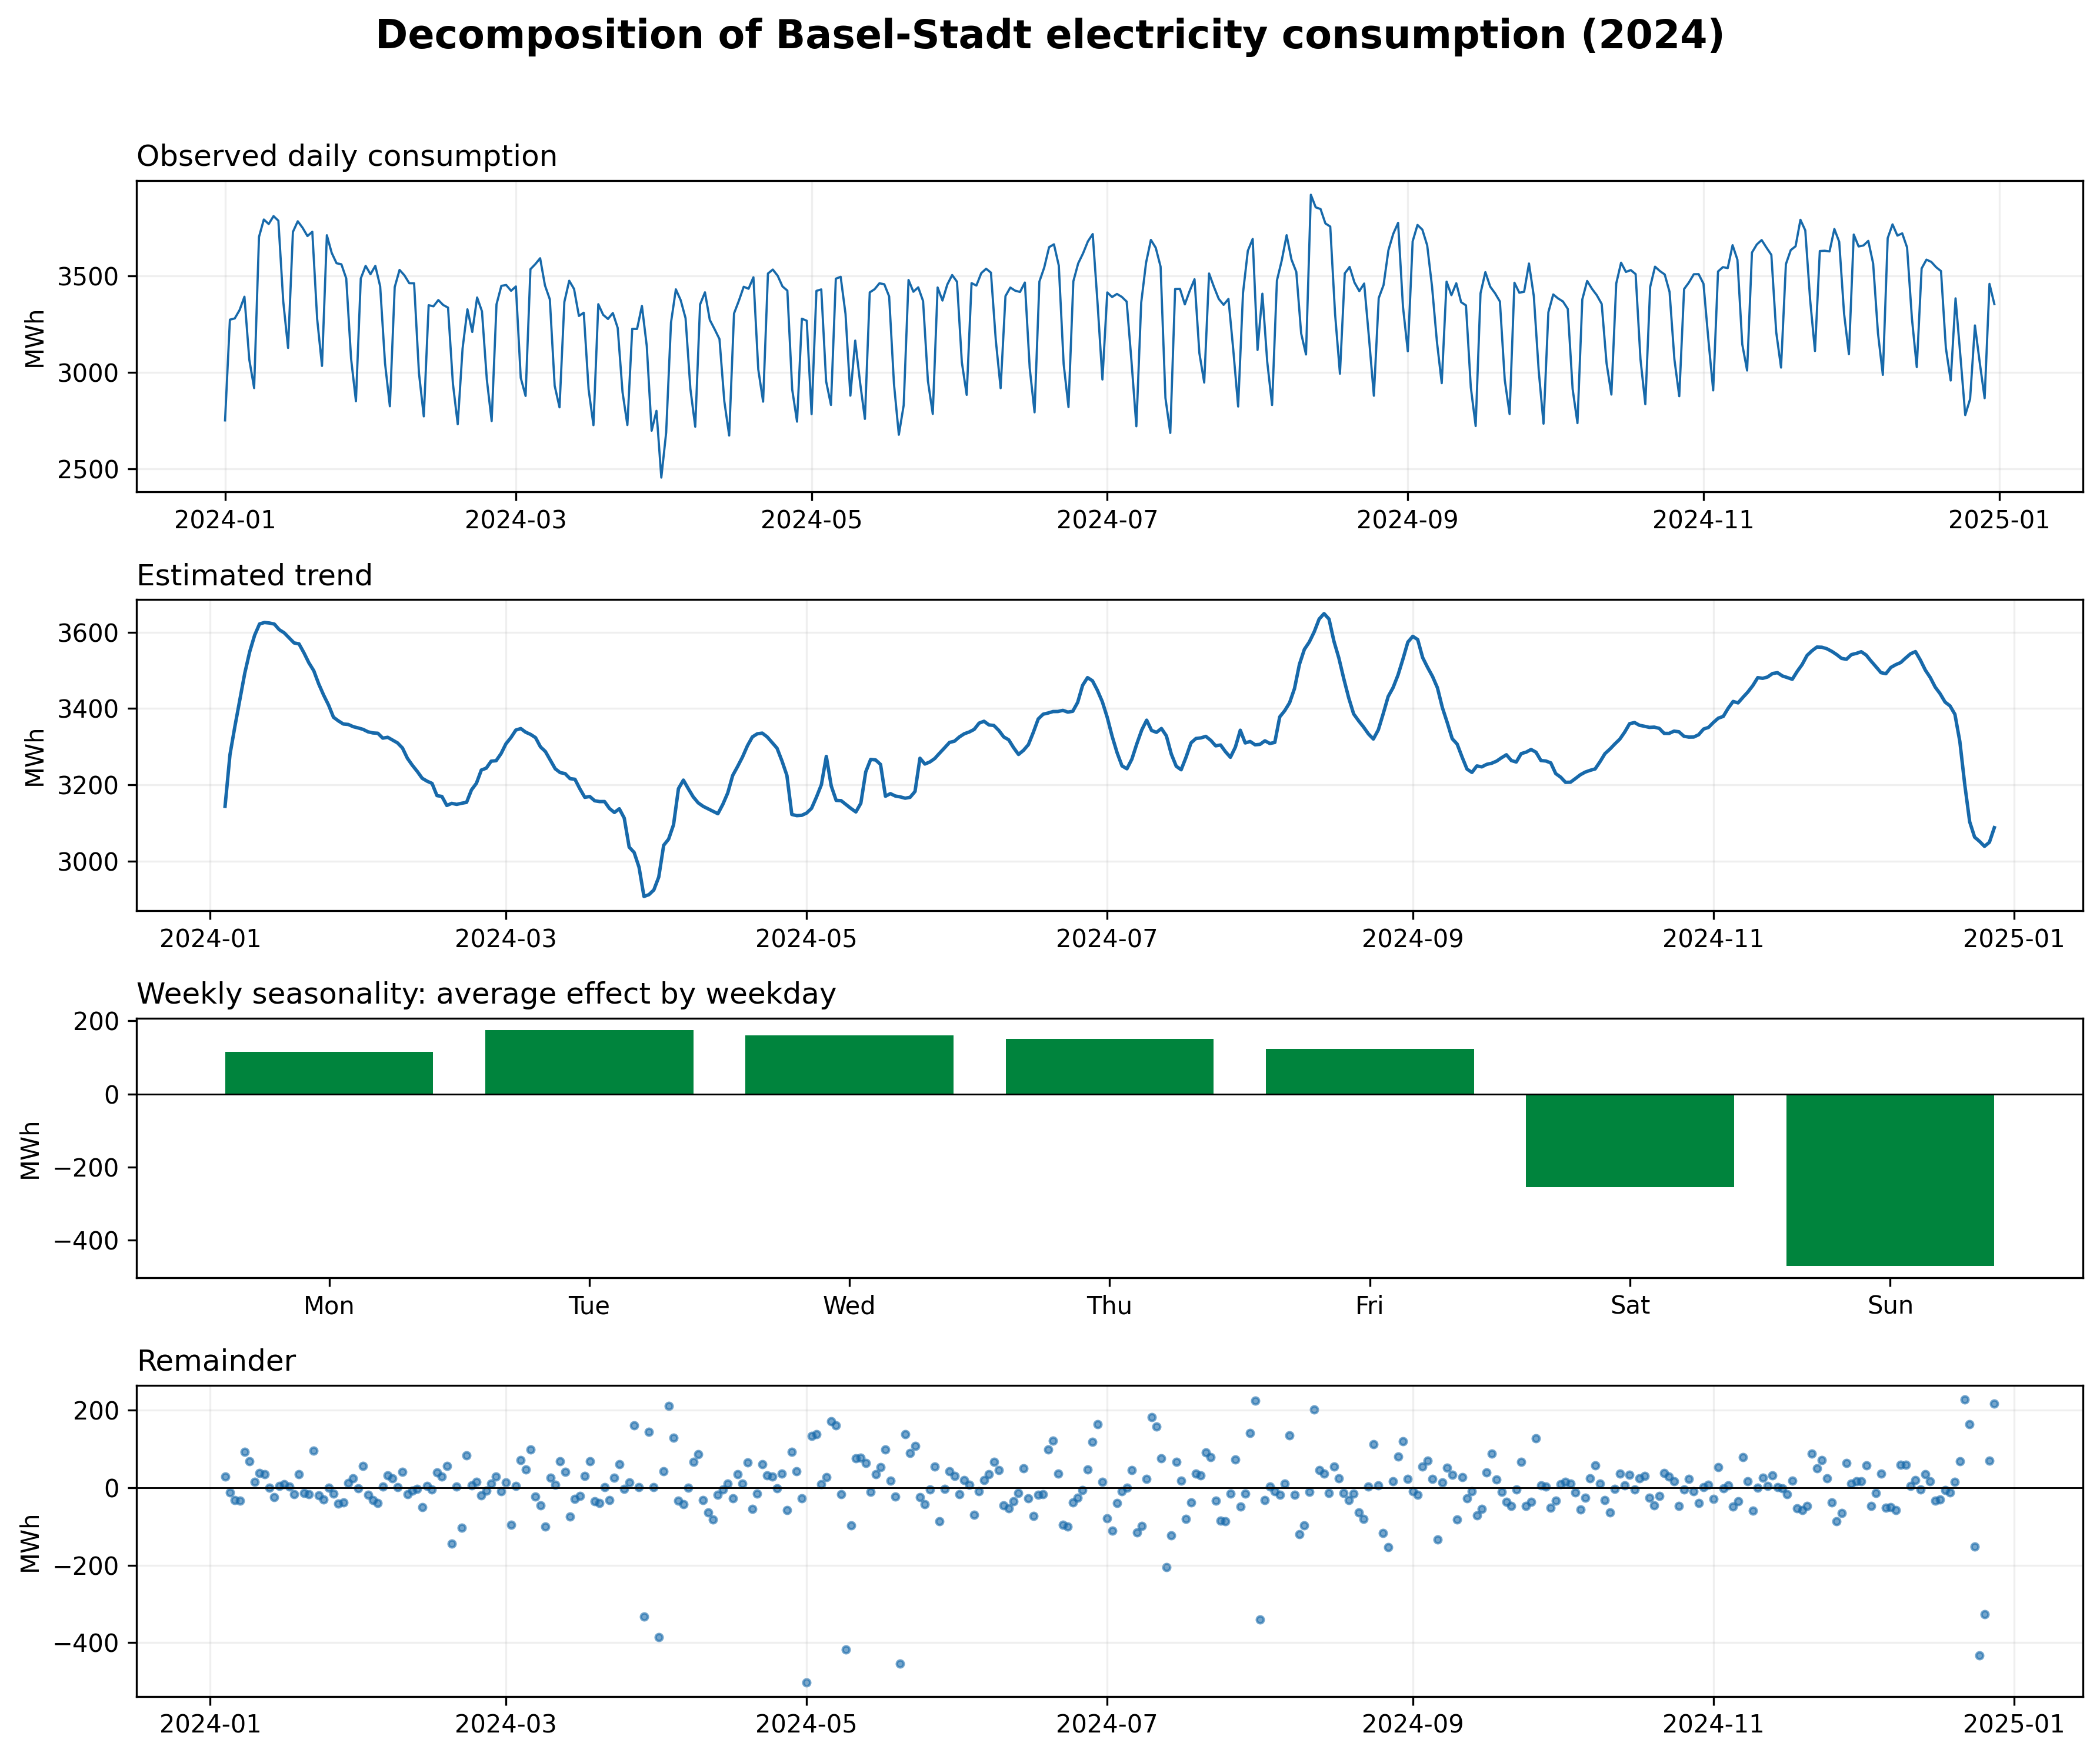 Decomposition of Basel-Stadt electricity consumption (2024)
Observed daily consumption
MWh
3500
3000
2500
2024-01 2024-03 2024-05 2024-07 2024-09 2024-11 2025-01
Estimated trend
MWh
3600
3400
3200
3000
2024-01 2024-03 2024-05 2024-07 2024-09 2024-11 2025-01
Weekly seasonality: average effect by weekday
MWh
200
0
−200
−400
Mon Tue Wed Thu Fri Sat Sun
Remainder
MWh
200
0
−200
−400
2024-01 2024-03 2024-05 2024-07 2024-09 2024-11 2025-01